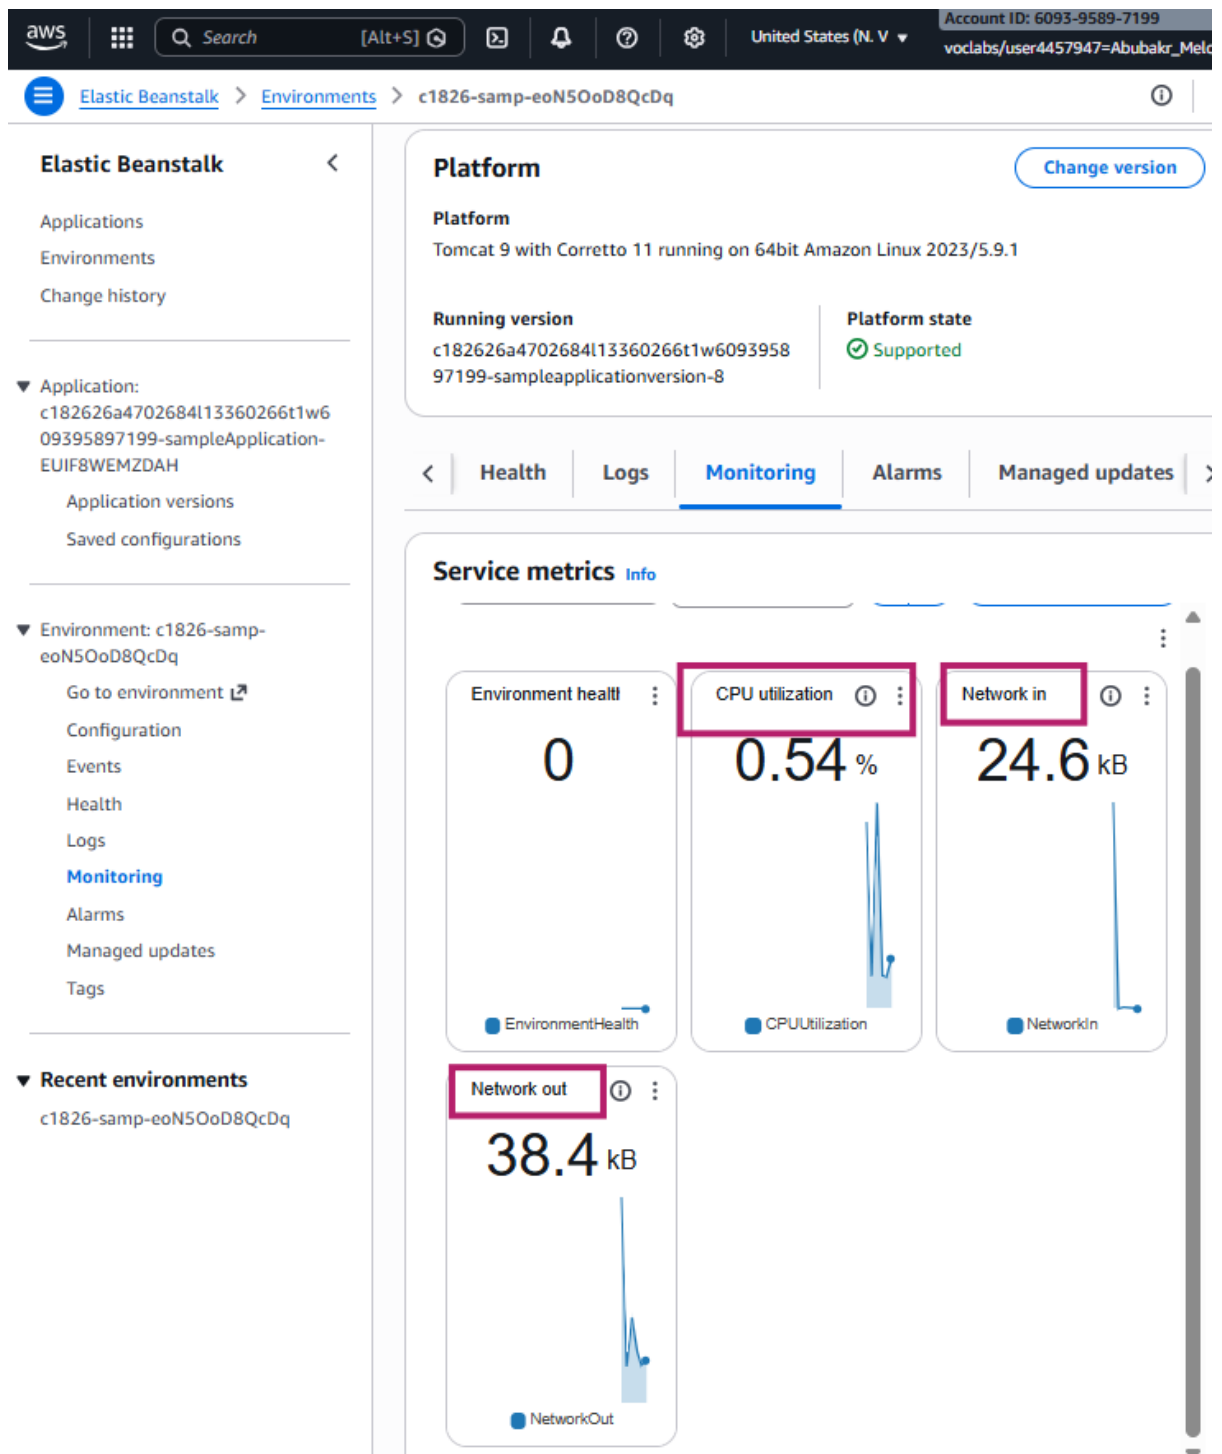 aws
Search [Alt+S]
United States (N. V
Account ID: 6093-9589-7199
voclabs/user4457947=Abubakr_Melo
Elastic Beanstalk > Environments > c1826-samp-eoN5OoD8QcDq
Elastic Beanstalk
Applications
Environments
Change history
Application:
c182626a4702684l13360266t1w6
09395897199-sampleApplication-
EUIF8WEMZDAH
Application versions
Saved configurations
Environment: c1826-samp-
eoN5OoD8QcDq
Go to environment
Configuration
Events
Health
Logs
Monitoring
Alarms
Managed updates
Tags
Recent environments
c1826-samp-eoN5OoD8QcDq
Platform
Change version
Platform
Tomcat 9 with Corretto 11 running on 64bit Amazon Linux 2023/5.9.1
Running version
c182626a4702684l13360266t1w6093958
97199-sampleapplicationversion-8
Platform state
Supported
Health Logs Monitoring Alarms Managed updates
Service metrics Info
Environment health
0
EnvironmentHealth
CPU utilization
0.54 %
CPUUtilization
Network in
24.6 kB
NetworkIn
Network out
38.4 kB
NetworkOut